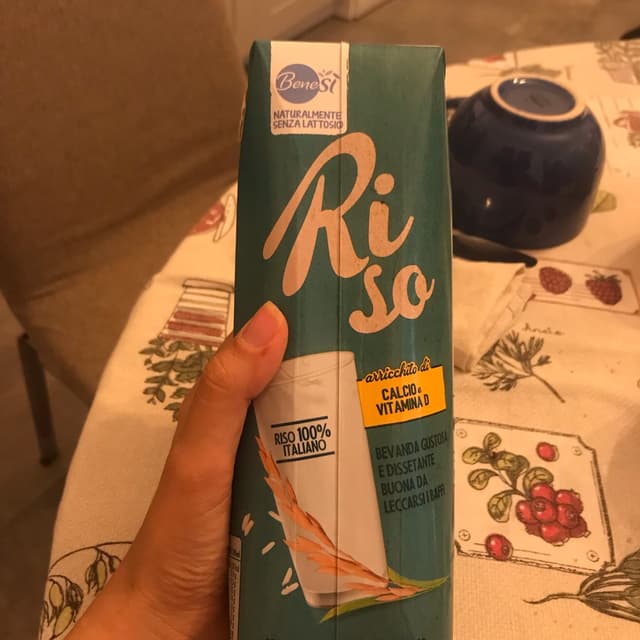 BeneSì
NATURALMENTE
SENZA LATTOSIO
Ri
so
arricchito di
CALCIO e
VITAMINA D
RISO 100%
ITALIANO
BEVANDA GUSTOSA
E DISSETANTE
BUONA DA
LECCARSI I BAFFI